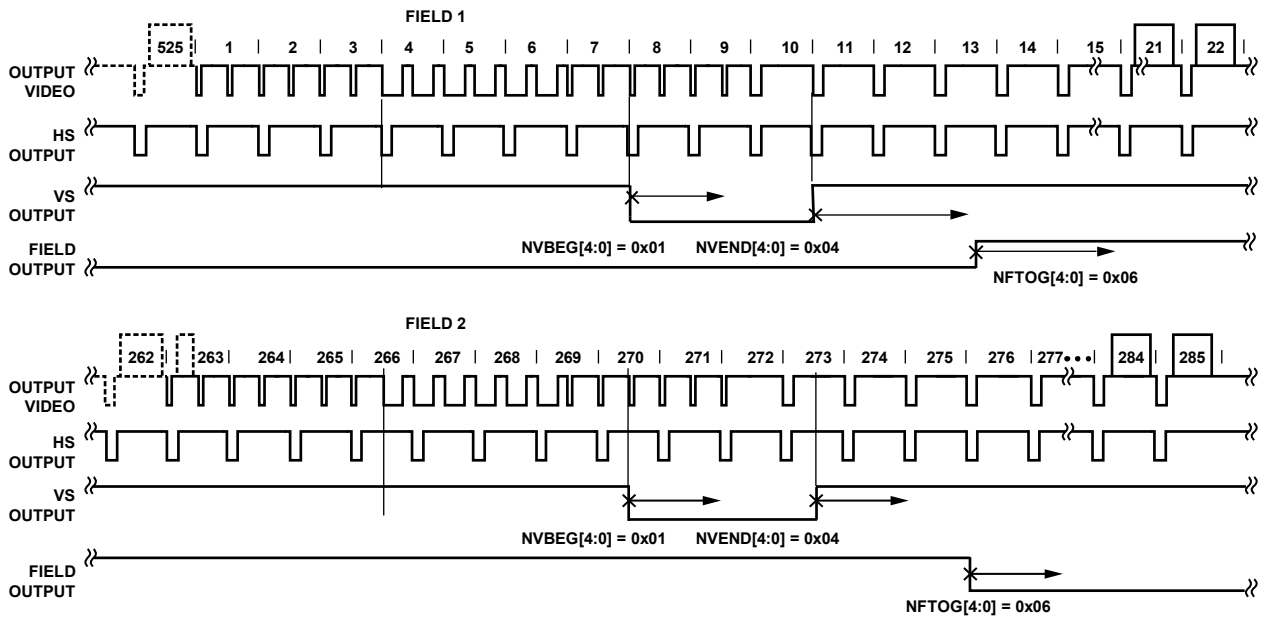 FIELD 1
525 1 2 3 4 5 6 7 8 9 10 11 12 13 14 15 21 22
OUTPUT
VIDEO
HS
OUTPUT
VS
OUTPUT
NVBEG[4:0] = 0x01 NVEND[4:0] = 0x04
FIELD
OUTPUT
NFTOG[4:0] = 0x06
FIELD 2
262 263 264 265 266 267 268 269 270 271 272 273 274 275 276 277 284 285
OUTPUT
VIDEO
HS
OUTPUT
VS
OUTPUT
NVBEG[4:0] = 0x01 NVEND[4:0] = 0x04
FIELD
OUTPUT
NFTOG[4:0] = 0x06